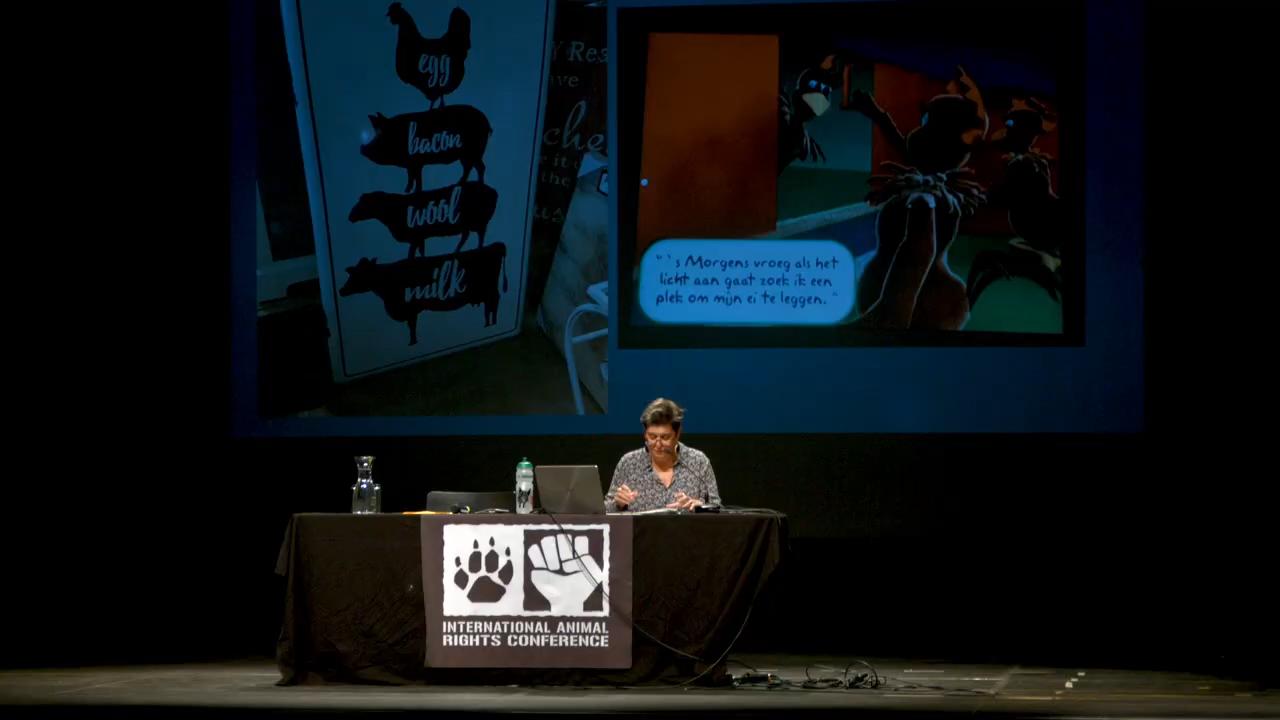 egg
bacon
wool
milk
"'s Morgens vroeg als het
licht aan gaat zoek ik een
plek om mijn ei te leggen."
INTERNATIONAL ANIMAL
RIGHTS CONFERENCE